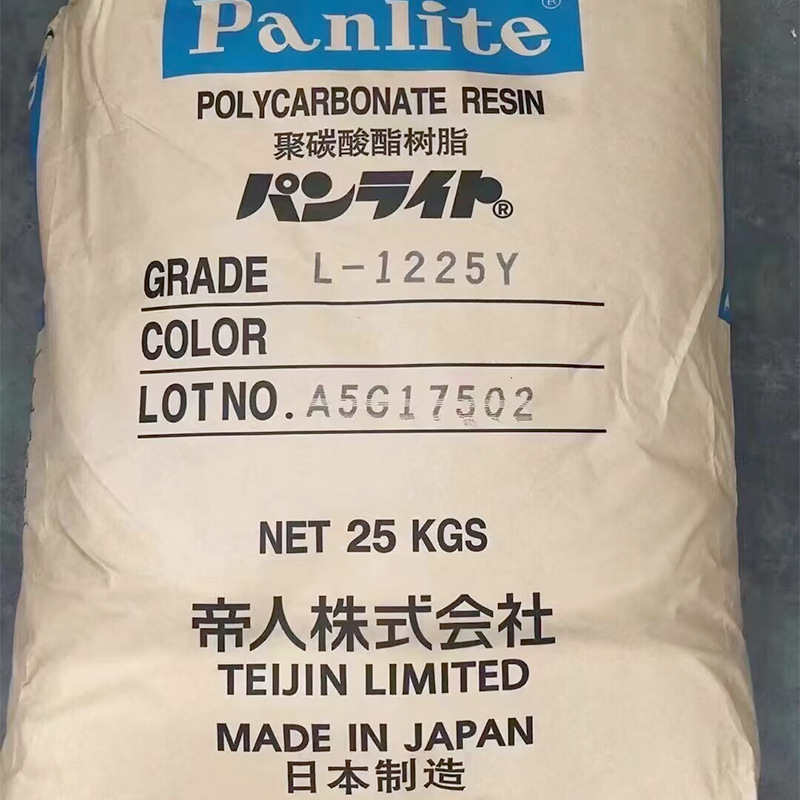 Panlite®
POLYCARBONATE RESIN
聚碳酸酯树脂
パンライト®
GRADE L-1225Y
COLOR
LOT NO. A5G17502
NET 25 KGS
帝人株式会社
TEIJIN LIMITED
MADE IN JAPAN
日本制造